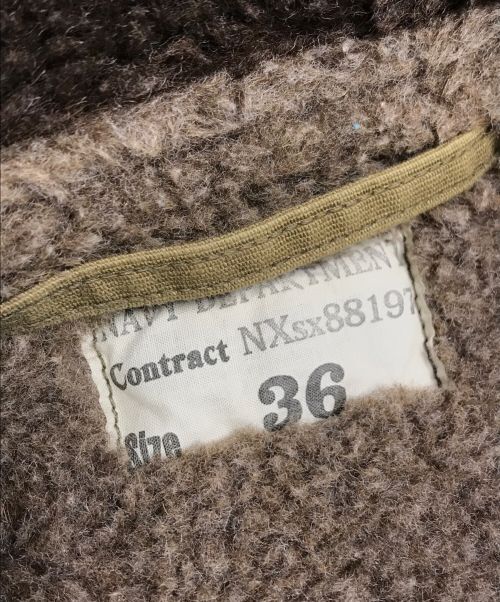 NAVY DEPARTMENT
Contract NXsx88197
Size 36